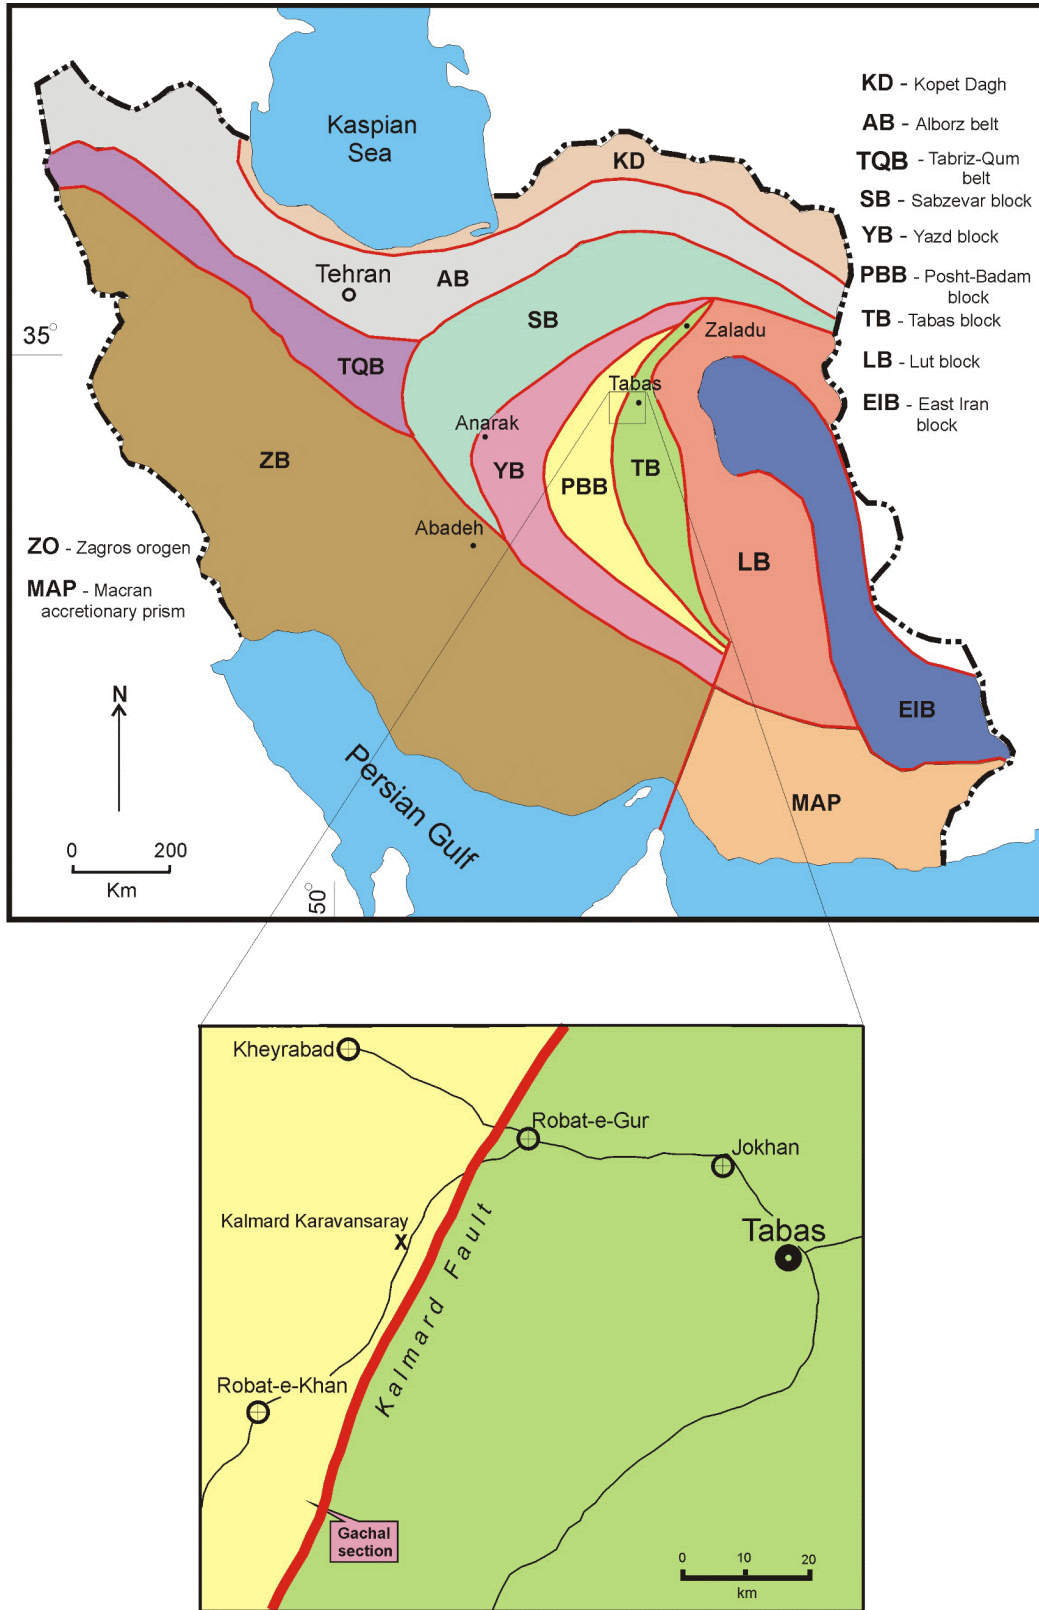 Kaspian
Sea
KD
KD - Kopet Dagh
AB - Alborz belt
TQB - Tabriz-Qum
belt
SB - Sabzevar block
YB - Yazd block
PBB - Posht-Badam
block
TB - Tabas block
LB - Lut block
EIB - East Iran
block
Tehran
AB
35°
SB
Zaladu
TQB
Tabas
Anarak
ZB
YB
PBB
TB
Abadeh
LB
ZO - Zagros orogen
MAP - Macran
accretionary prism
N
EIB
Persian Gulf
MAP
0 200
Km
50°
Kheyrabad
Robat-e-Gur
Jokhan
Kalmard Karavansaray
X
Tabas
Kalmard Fault
Robat-e-Khan
Gachal
section
0 10 20
km